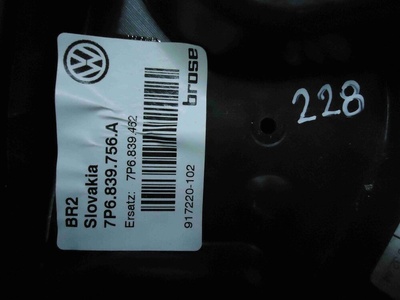 BR2
Slovakia
7P6.839.756.A
Ersatz: 7P6.839.462
917220-102
brose
228